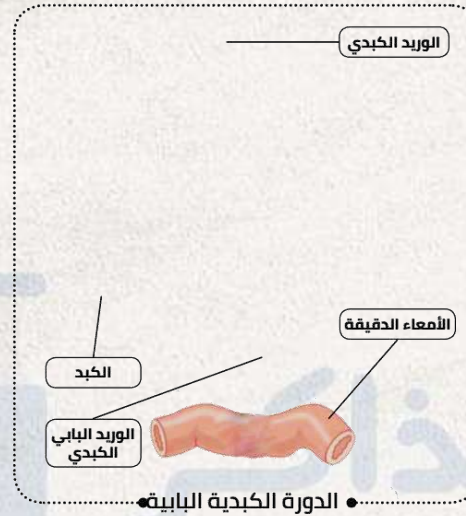 الوريد الكبدي
الأمعاء الدقيقة
الكبد
الوريد البابي
الكبدي
الدورة الكبدية البابية